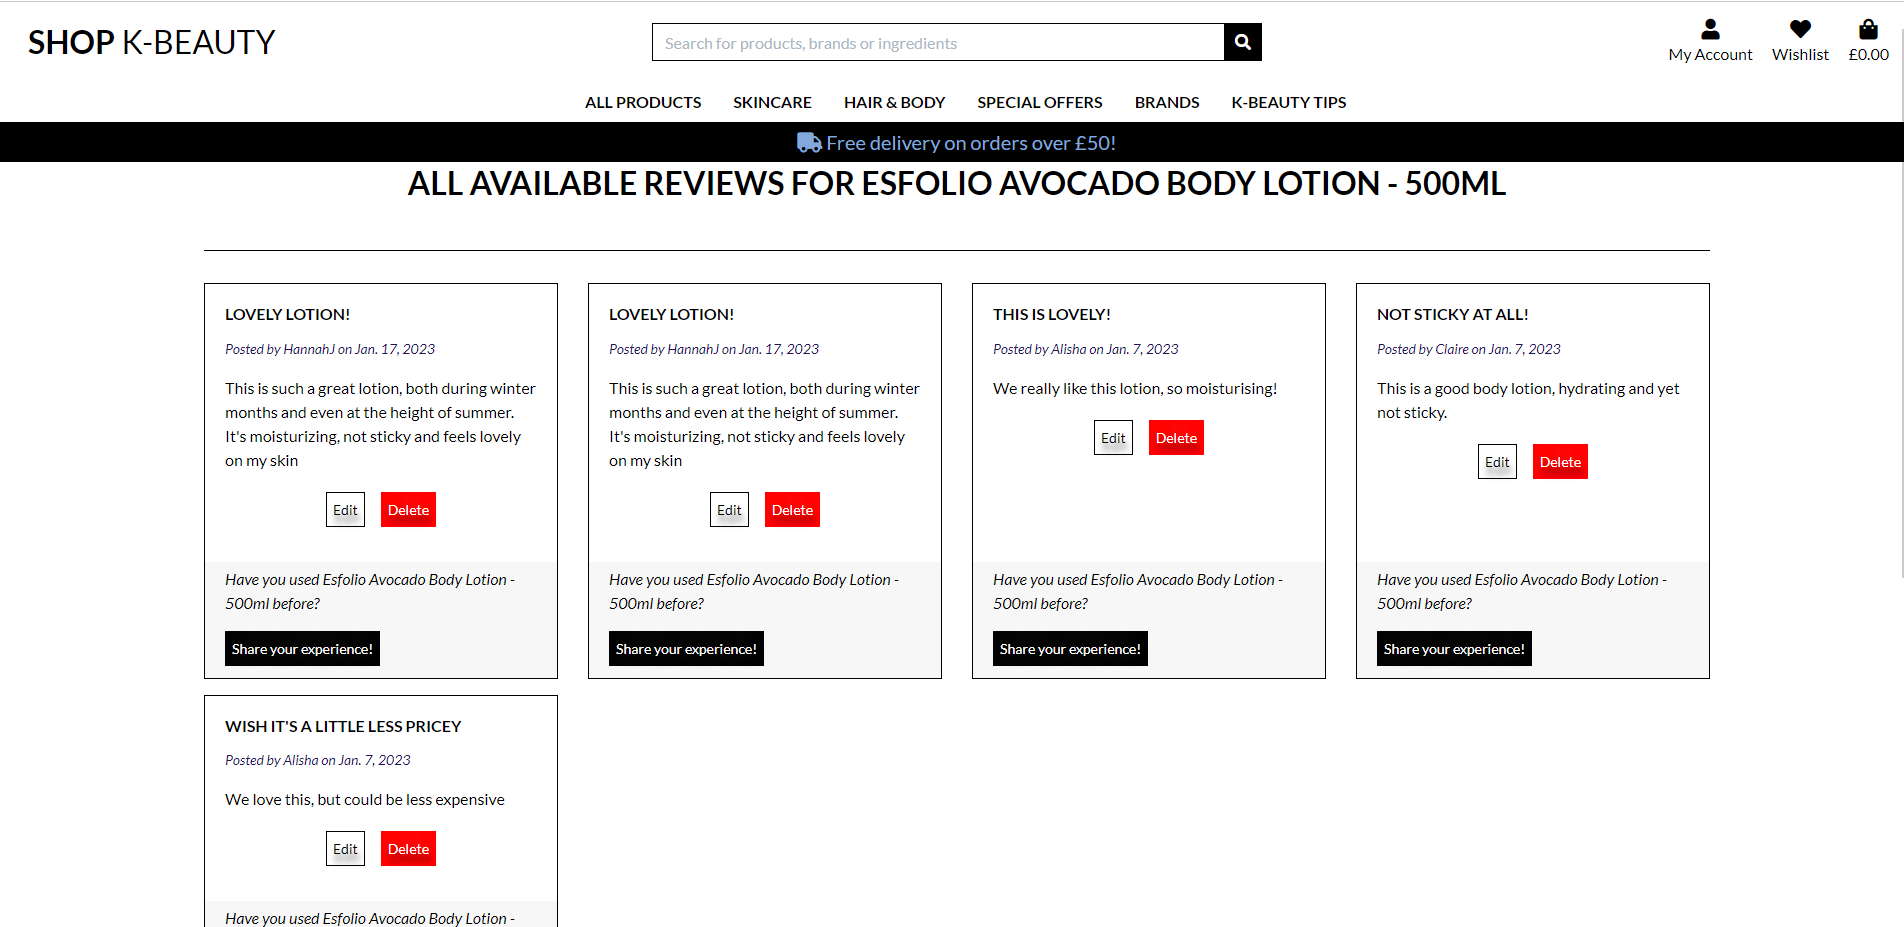 SHOP K-BEAUTY
Search for products, brands or ingredients
My Account
Wishlist
£0.00
ALL PRODUCTS
SKINCARE
HAIR & BODY
SPECIAL OFFERS
BRANDS
K-BEAUTY TIPS
Free delivery on orders over £50!
ALL AVAILABLE REVIEWS FOR ESFOLIO AVOCADO BODY LOTION - 500ML
LOVELY LOTION!
Posted by HannahJ on Jan. 17, 2023
This is such a great lotion, both during winter
months and even at the height of summer.
It's moisturizing, not sticky and feels lovely
on my skin
Edit
Delete
Have you used Esfolio Avocado Body Lotion -
500ml before?
Share your experience!
LOVELY LOTION!
Posted by HannahJ on Jan. 17, 2023
This is such a great lotion, both during winter
months and even at the height of summer.
It's moisturizing, not sticky and feels lovely
on my skin
Edit
Delete
Have you used Esfolio Avocado Body Lotion -
500ml before?
Share your experience!
THIS IS LOVELY!
Posted by Alisha on Jan. 7, 2023
We really like this lotion, so moisturising!
Edit
Delete
Have you used Esfolio Avocado Body Lotion -
500ml before?
Share your experience!
NOT STICKY AT ALL!
Posted by Claire on Jan. 7, 2023
This is a good body lotion, hydrating and yet
not sticky.
Edit
Delete
Have you used Esfolio Avocado Body Lotion -
500ml before?
Share your experience!
WISH IT'S A LITTLE LESS PRICEY
Posted by Alisha on Jan. 7, 2023
We love this, but could be less expensive
Edit
Delete
Have you used Esfolio Avocado Body Lotion -